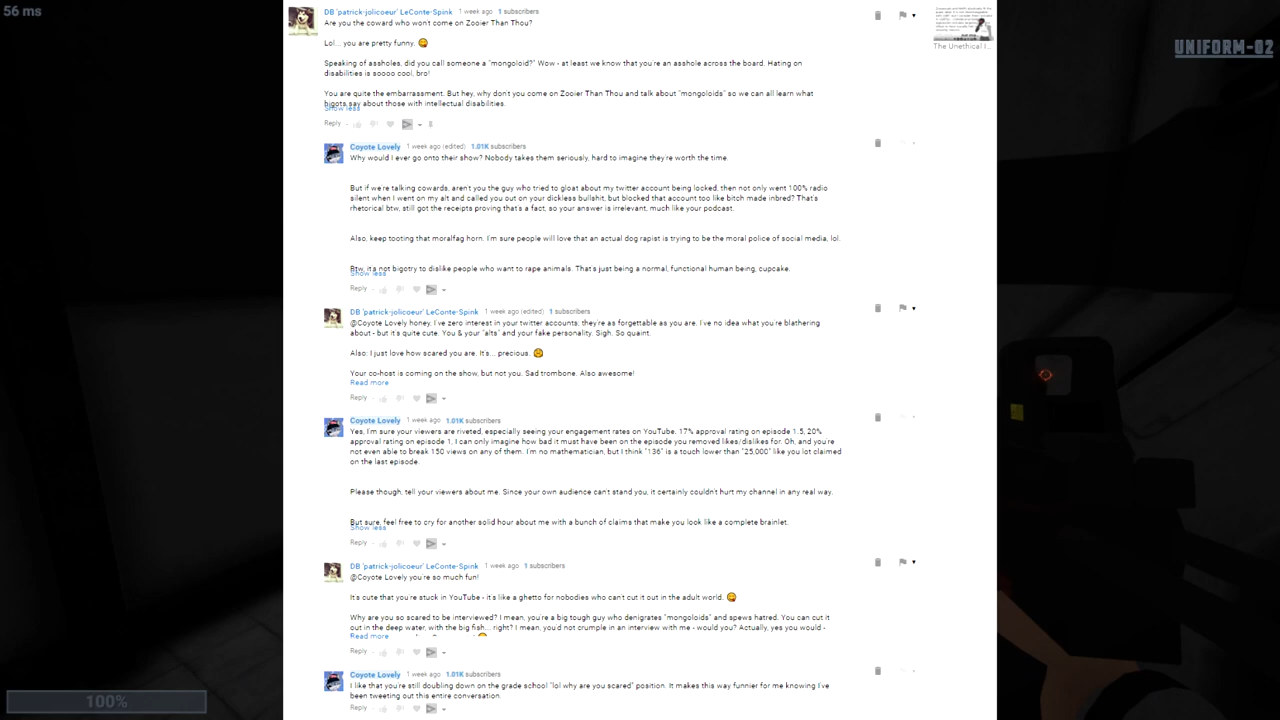 56 ms
DB 'patrick-jolicoeur' LeConte-Spink 1 week ago 1 subscribers
Are you the coward who won't come on Zooier Than Thou?
Lol... you are pretty funny.
Speaking of assholes, did you call someone a "mongoloid?" Wow - at least we know that you're an asshole across the board. Hating on
disabilities is soooo cool, bro!
You are quite the embarrassment. But hey, why don't you come on Zooier Than Thou and talk about "mongoloids" so we can all learn what
bigots say about those with intellectual disabilities.
Show less
Reply
The Unethical I...
UNIFORM-02
Coyote Lovely 1 week ago (edited) 1.01K subscribers
Why would I ever go onto their show? Nobody takes them seriously, hard to imagine they're worth the time.
But if we're talking cowards, aren't you the guy who tried to gloat about my twitter account being locked, then not only went 100% radio
silent when I went on my alt and called you out on your dickless bullshit, but blocked that account too like bitch made inbred? That's
rhetorical btw, still got the receipts proving that's a fact, so your answer is irrelevant, much like your podcast.
Also, keep tooting that moralfag horn. I'm sure people will love that an actual dog rapist is trying to be the moral police of social media, lol.
Btw, it's not bigotry to dislike people who want to rape animals. That's just being a normal, functional human being, cupcake.
Show less
Reply
DB 'patrick-jolicoeur' LeConte-Spink 1 week ago (edited) 1 subscribers
@Coyote Lovely honey, I've zero interest in your twitter accounts, they're as forgettable as you are. I've no idea what you're blathering
about - but it's quite cute. You & your "alts" and your fake personality. Sigh. So quaint.
Also: I just love how scared you are. It's... precious.
Your co-host is coming on the show, but not you. Sad trombone. Also awesome!
Read more
Reply
Coyote Lovely 1 week ago 1.01K subscribers
Yes, I'm sure your viewers are riveted, especially seeing your engagement rates on YouTube. 17% approval rating on episode 1.5, 20%
approval rating on episode 1, I can only imagine how bad it must have been on the episode you removed likes/dislikes for. Oh, and you're
not even able to break 150 views on any of them. I'm no mathematician, but I think "136" is a touch lower than "25,000" like you lot claimed
on the last episode.
Please though, tell your viewers about me. Since your own audience can't stand you, it certainly couldn't hurt my channel in any real way.
But sure, feel free to cry for another solid hour about me with a bunch of claims that make you look like a complete brainlet.
Show less
Reply
DB 'patrick-jolicoeur' LeConte-Spink 1 week ago 1 subscribers
@Coyote Lovely you're so much fun!
It's cute that you're stuck in YouTube - it's like a ghetto for nobodies who can't cut it out in the adult world.
Why are you so scared to be interviewed? I mean, you're a big tough guy who denigrates "mongoloids" and spews hatred. You can cut it
out in the deep water, with the big fish... right? I mean, you'd not crumple in an interview with me - would you? Actually, yes you would -
Read more
Reply
Coyote Lovely 1 week ago 1.01K subscribers
I like that you're still doubling down on the grade school "lol why are you scared" position. It makes this way funnier for me knowing I've
been tweeting out this entire conversation.
Reply
100%